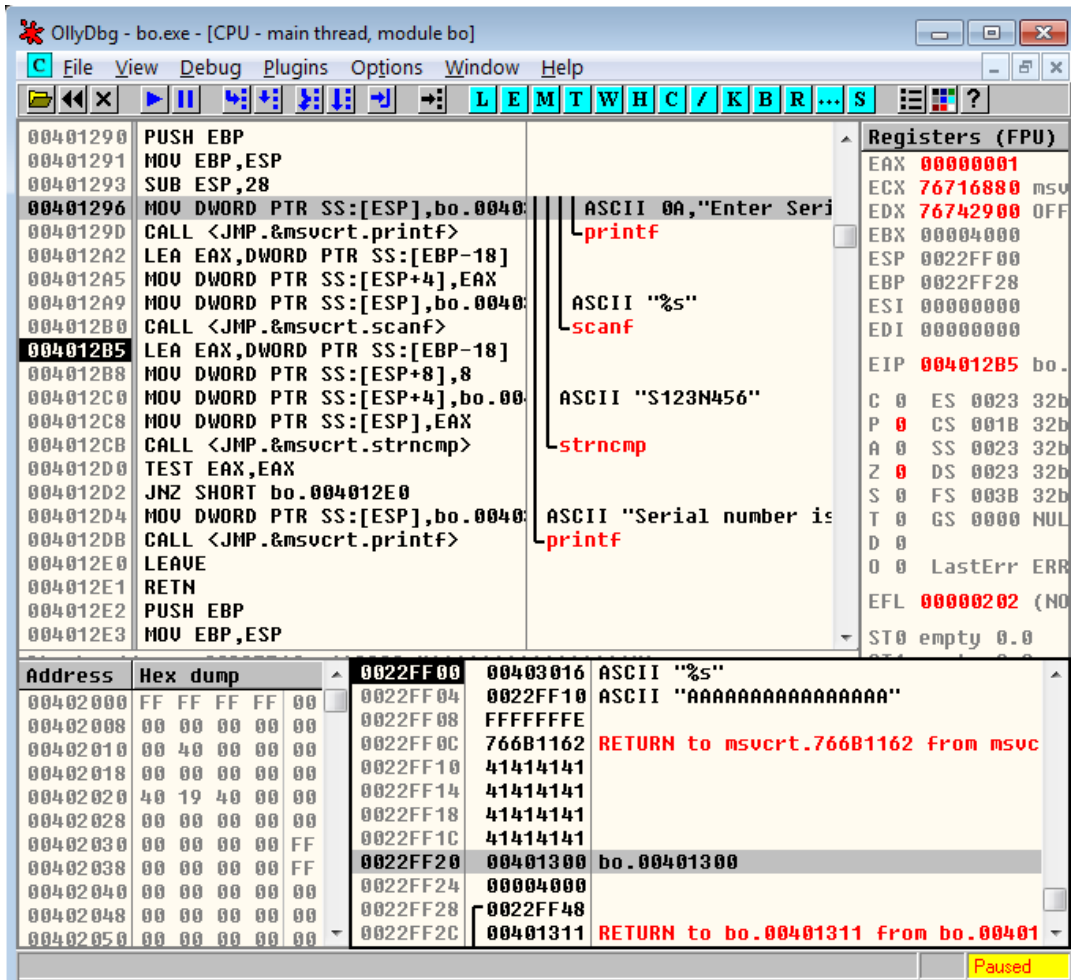 OllyDbg - bo.exe - [CPU - main thread, module bo]
C File View Debug Plugins Options Window Help
L E M T W H C / K B R ... S ?
00401290 PUSH EBP
00401291 MOV EBP,ESP
00401293 SUB ESP,28
00401296 MOV DWORD PTR SS:[ESP],bo.0040 ASCII 0A,"Enter Seri
0040129D CALL <JMP.&msvcrt.printf> printf
004012A2 LEA EAX,DWORD PTR SS:[EBP-18]
004012A5 MOV DWORD PTR SS:[ESP+4],EAX
004012A9 MOV DWORD PTR SS:[ESP],bo.0040 ASCII "%s"
004012B0 CALL <JMP.&msvcrt.scanf> scanf
004012B5 LEA EAX,DWORD PTR SS:[EBP-18]
004012B8 MOV DWORD PTR SS:[ESP+8],8
004012C0 MOV DWORD PTR SS:[ESP+4],bo.00 ASCII "S123N456"
004012C8 MOV DWORD PTR SS:[ESP],EAX
004012CB CALL <JMP.&msvcrt.strncmp> strncmp
004012D0 TEST EAX,EAX
004012D2 JNZ SHORT bo.004012E0
004012D4 MOV DWORD PTR SS:[ESP],bo.0040 ASCII "Serial number is
004012DB CALL <JMP.&msvcrt.printf> printf
004012E0 LEAVE
004012E1 RETN
004012E2 PUSH EBP
004012E3 MOV EBP,ESP
Registers (FPU)
EAX 00000001
ECX 76716880 msv
EDX 76742900 OFF
EBX 00004000
ESP 0022FF00
EBP 0022FF28
ESI 00000000
EDI 00000000
EIP 004012B5 bo.
C 0 ES 0023 32b
P 0 CS 001B 32b
A 0 SS 0023 32b
Z 0 DS 0023 32b
S 0 FS 003B 32b
T 0 GS 0000 NUL
D 0
O 0 LastErr ERR
EFL 00000202 (NO
ST0 empty 0.0
Address Hex dump
00402000 FF FF FF FF 00
00402008 00 00 00 00 00
00402010 00 40 00 00 00
00402018 00 00 00 00 00
00402020 40 19 40 00 00
00402028 00 00 00 00 00
00402030 00 00 00 00 FF
00402038 00 00 00 00 FF
00402040 00 00 00 00 00
00402048 00 00 00 00 00
00402050 00 00 00 00 00
0022FF00 00403016 ASCII "%s"
0022FF04 0022FF10 ASCII "AAAAAAAAAAAAAAAA"
0022FF08 FFFFFFFE
0022FF0C 766B1162 RETURN to msvcrt.766B1162 from msvc
0022FF10 41414141
0022FF14 41414141
0022FF18 41414141
0022FF1C 41414141
0022FF20 00401300 bo.00401300
0022FF24 00004000
0022FF28 0022FF48
0022FF2C 00401311 RETURN to bo.00401311 from bo.00401
Paused